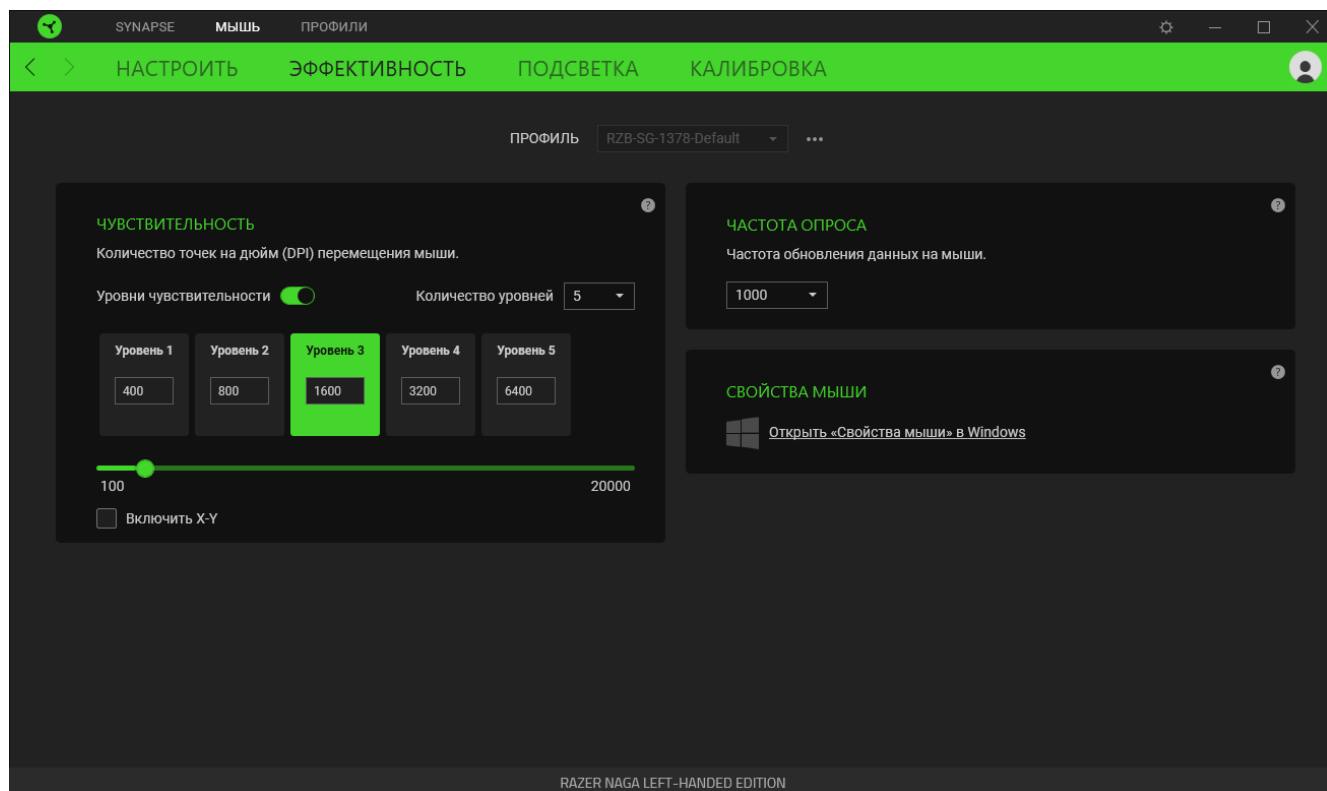 SYNAPSE МЫШЬ ПРОФИЛИ
НАСТРОИТЬ ЭФФЕКТИВНОСТЬ ПОДСВЕТКА КАЛИБРОВКА
ПРОФИЛЬ RZB-SG-1378-Default
ЧУВСТВИТЕЛЬНОСТЬ
Количество точек на дюйм (DPI) перемещения мыши.
Уровни чувствительности Количество уровней 5
Уровень 1 Уровень 2 Уровень 3 Уровень 4 Уровень 5
400 800 1600 3200 6400
100 20000
Включить X-Y
ЧАСТОТА ОПРОСА
Частота обновления данных на мыши.
1000
СВОЙСТВА МЫШИ
Открыть «Свойства мыши» в Windows
RAZER NAGA LEFT-HANDED EDITION